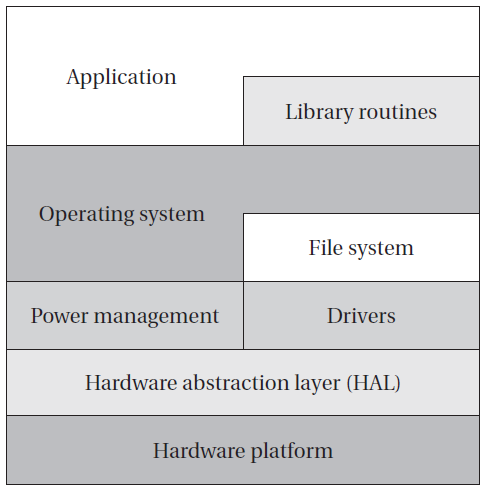 Application
Library routines
Operating system
File system
Power management
Drivers
Hardware abstraction layer (HAL)
Hardware platform